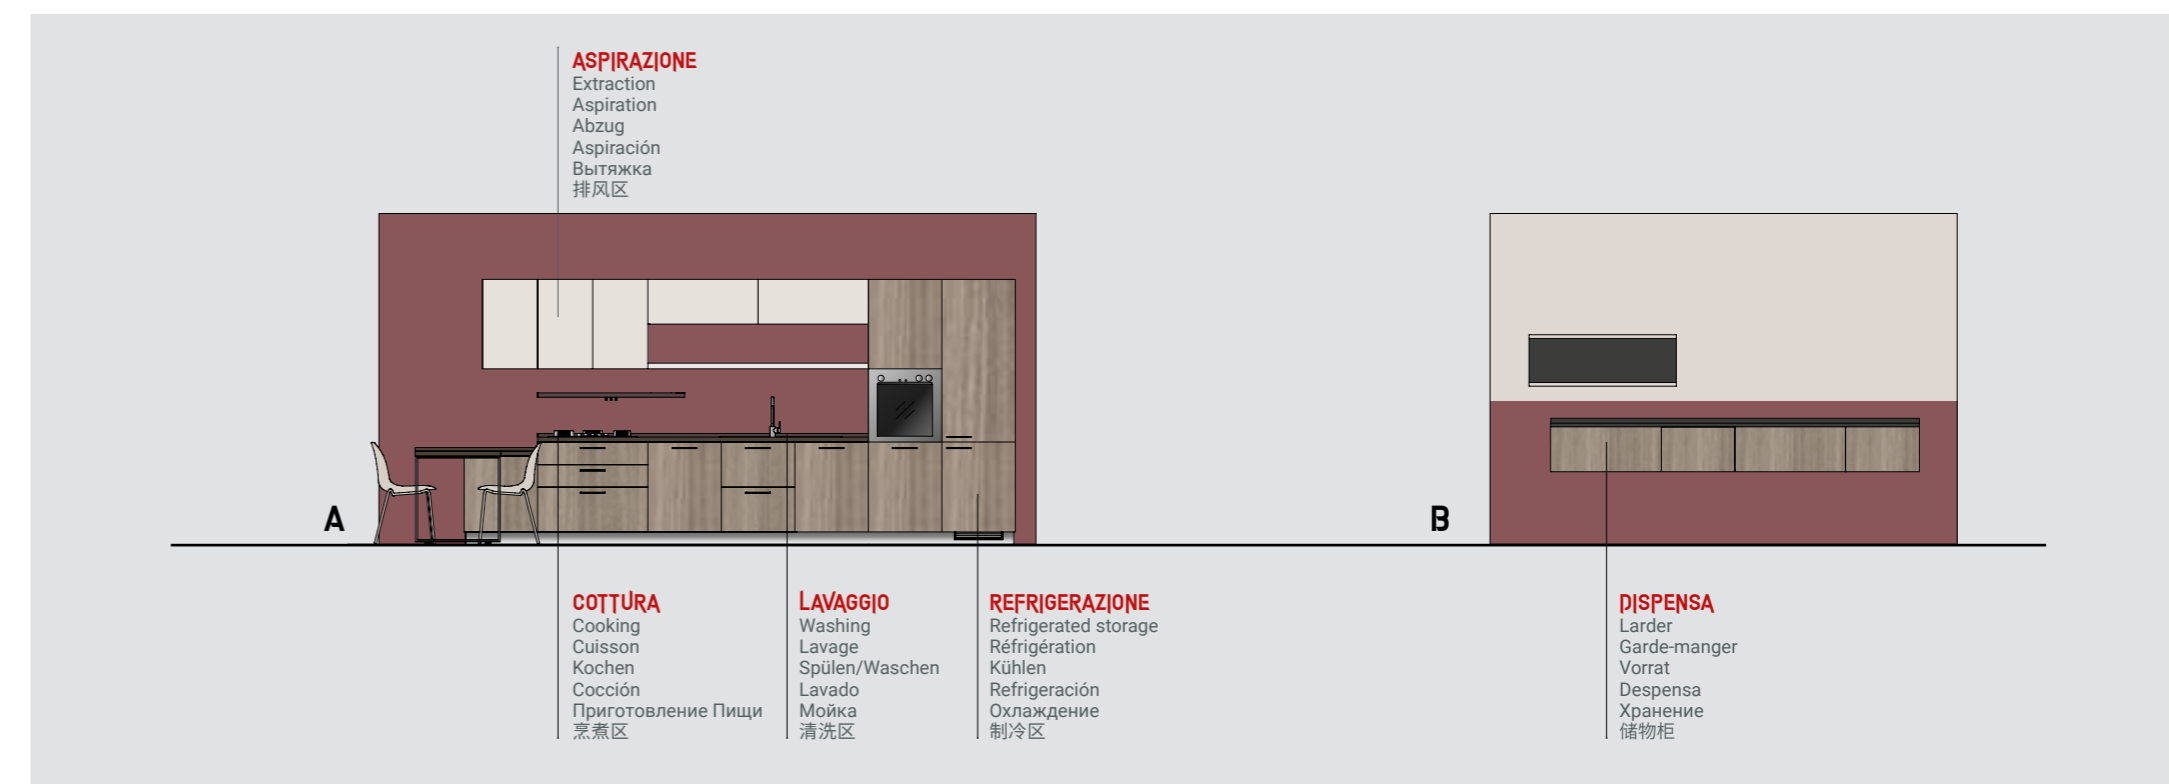 ASPIRAZIONE
Extraction
Aspiration
Abzug
Aspiración
Вытяжка
排风区
A
B
COTTURA
Cooking
Cuisson
Kochen
Cocción
Приготовление Пищи
烹煮区
LAVAGGIO
Washing
Lavage
Spülen/Waschen
Lavado
Мойка
清洗区
REFRIGERAZIONE
Refrigerated storage
Réfrigération
Kühlen
Refrigeración
Охлаждение
制冷区
DISPENSA
Larder
Garde-manger
Vorrat
Despensa
Хранение
储物柜